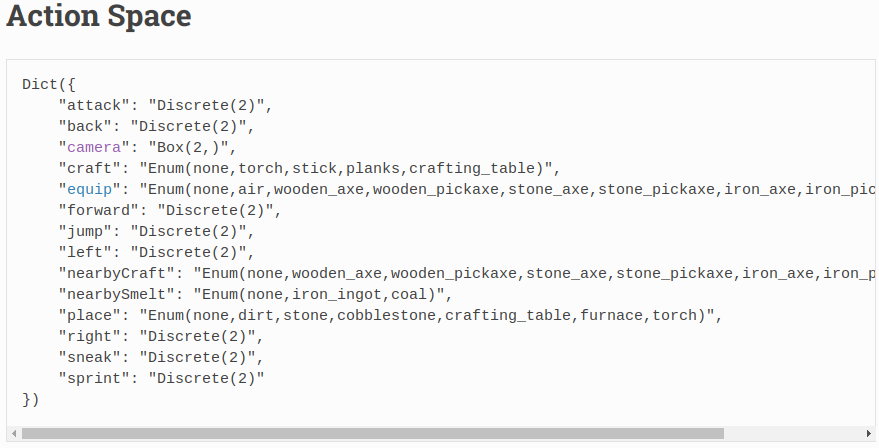 Action Space
Dict({
    "attack": "Discrete(2)",
    "back": "Discrete(2)",
    "camera": "Box(2,)",
    "craft": "Enum(none,torch,stick,planks,crafting_table)",
    "equip": "Enum(none,air,wooden_axe,wooden_pickaxe,stone_axe,stone_pickaxe,iron_axe,iron_pic
    "forward": "Discrete(2)",
    "jump": "Discrete(2)",
    "left": "Discrete(2)",
    "nearbyCraft": "Enum(none,wooden_axe,wooden_pickaxe,stone_axe,stone_pickaxe,iron_axe,iron_p
    "nearbySmelt": "Enum(none,iron_ingot,coal)",
    "place": "Enum(none,dirt,stone,cobblestone,crafting_table,furnace,torch)",
    "right": "Discrete(2)",
    "sneak": "Discrete(2)",
    "sprint": "Discrete(2)"
})